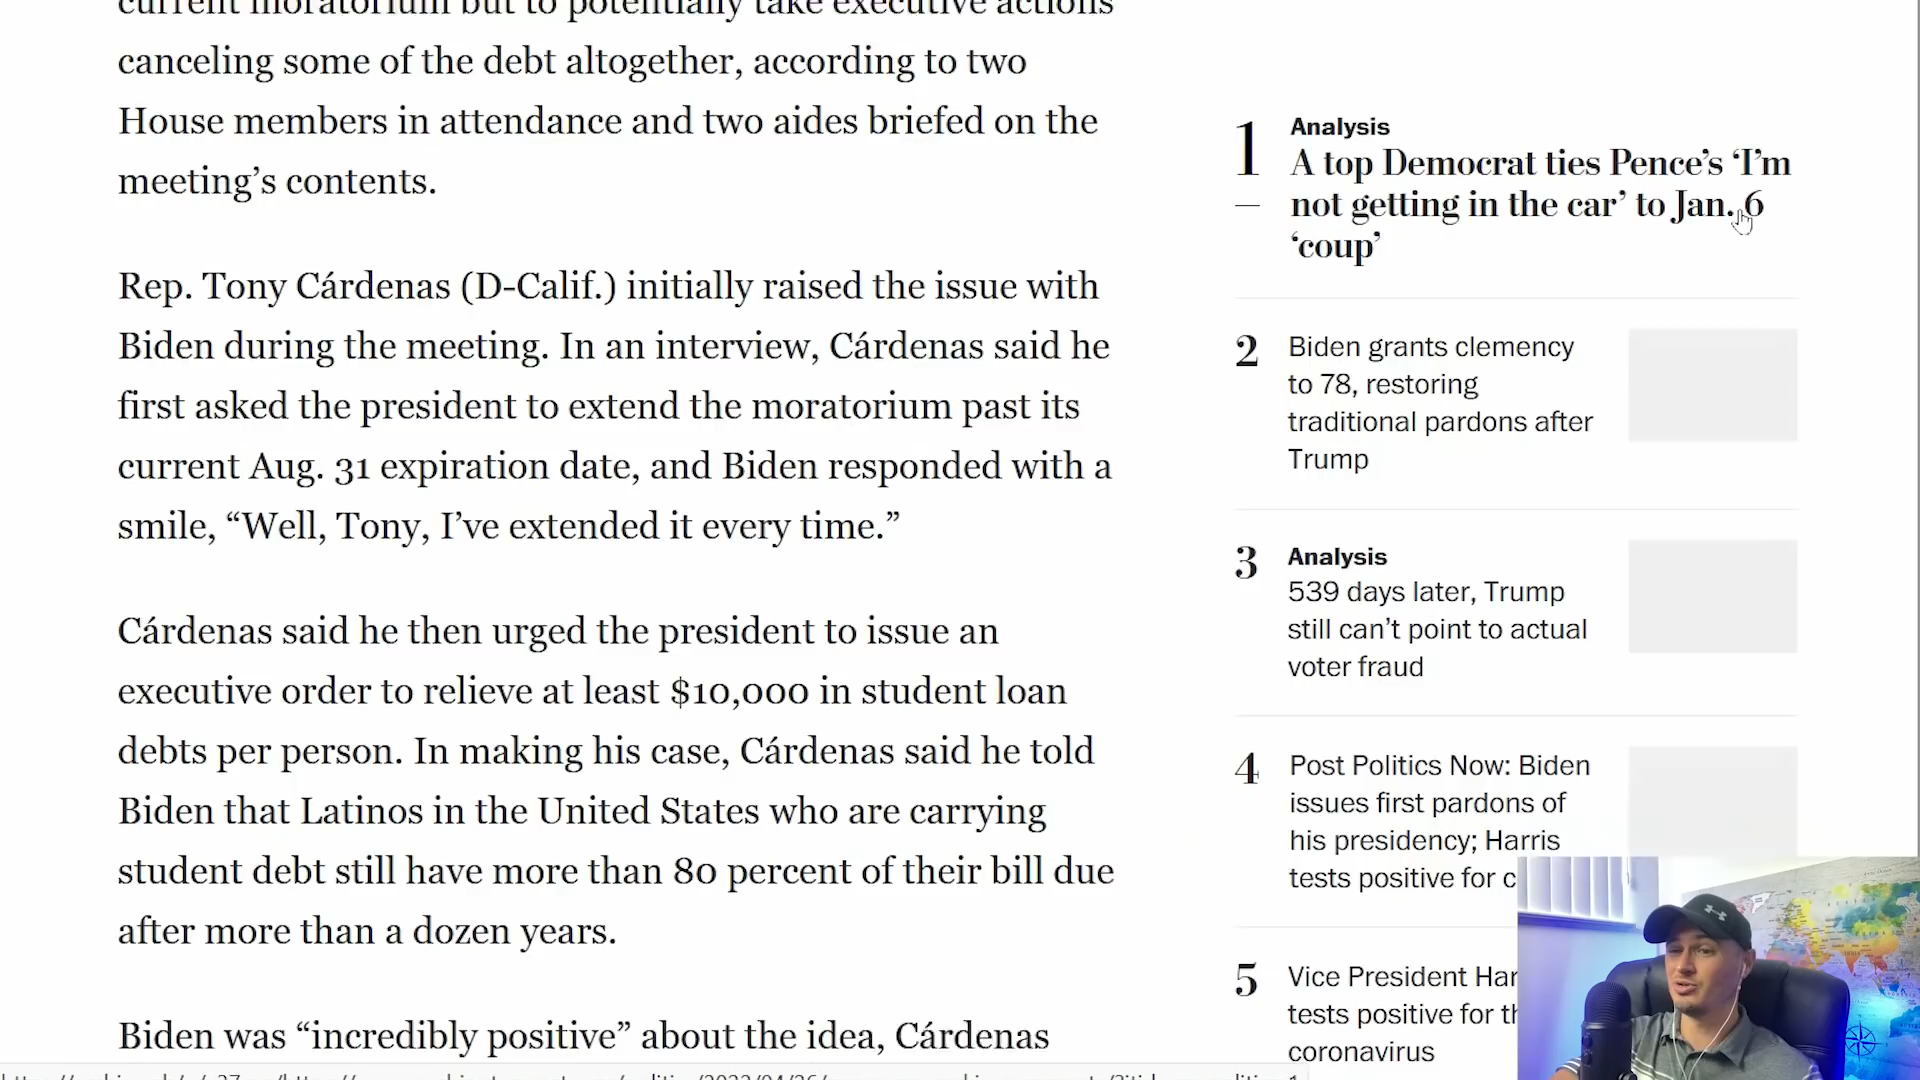 current moratorium but to potentially take executive actions
canceling some of the debt altogether, according to two
House members in attendance and two aides briefed on the
meeting’s contents.
Rep. Tony Cárdenas (D-Calif.) initially raised the issue with
Biden during the meeting. In an interview, Cárdenas said he
first asked the president to extend the moratorium past its
current Aug. 31 expiration date, and Biden responded with a
smile, “Well, Tony, I’ve extended it every time.”
Cárdenas said he then urged the president to issue an
executive order to relieve at least $10,000 in student loan
debts per person. In making his case, Cárdenas said he told
Biden that Latinos in the United States who are carrying
student debt still have more than 80 percent of their bill due
after more than a dozen years.
Biden was “incredibly positive” about the idea, Cárdenas
1
Analysis
A top Democrat ties Pence’s ‘I’m
not getting in the car’ to Jan. 6
‘coup’
2
Biden grants clemency
to 78, restoring
traditional pardons after
Trump
3
Analysis
539 days later, Trump
still can’t point to actual
voter fraud
4
Post Politics Now: Biden
issues first pardons of
his presidency; Harris
tests positive for c
5
Vice President Har
tests positive for th
coronavirus